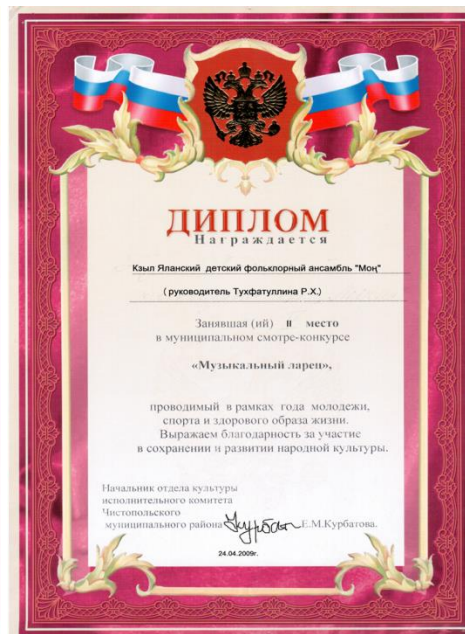 ДИПЛОМ
Награждается
Кзыл Яланский детский фольклорный ансамбль "Моң"
( руководитель Тухфатуллина Р.Х.)
Занявшая (ий) II место
в муниципальном смотре-конкурсе
«Музыкальный ларец»,
проводимый в рамках года молодежи,
спорта и здорового образа жизни.
Выражаем благодарность за участие
в сохранении и развитии народной культуры.
Начальник отдела культуры
исполнительного комитета
Чистопольского
муниципального района Е.М.Курбатова.
24.04.2009г.